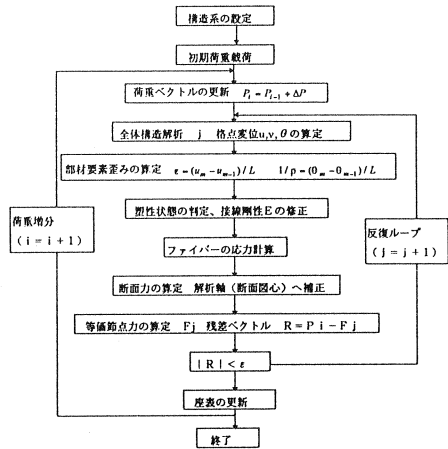 構造系の設定
初期荷重載荷
荷重ベクトルの更新 Pi = Pi-1 + ΔP
全体構造解析 j 格点変位u,v,θの算定
部材要素歪みの算定 ε = (um − um-1) / L 1/ρ = (θm − θm-1) / L
塑性状態の判定、接線剛性Eの修正
ファイバーの応力計算
断面力の算定 解析軸（断面図心）へ補正
等価節点力の算定 Fj 残差ベクトル R = P i − F j
| R | < ε
座表の更新
終了
荷重増分
( i = i + 1 )
反復ループ
( j = j + 1 )